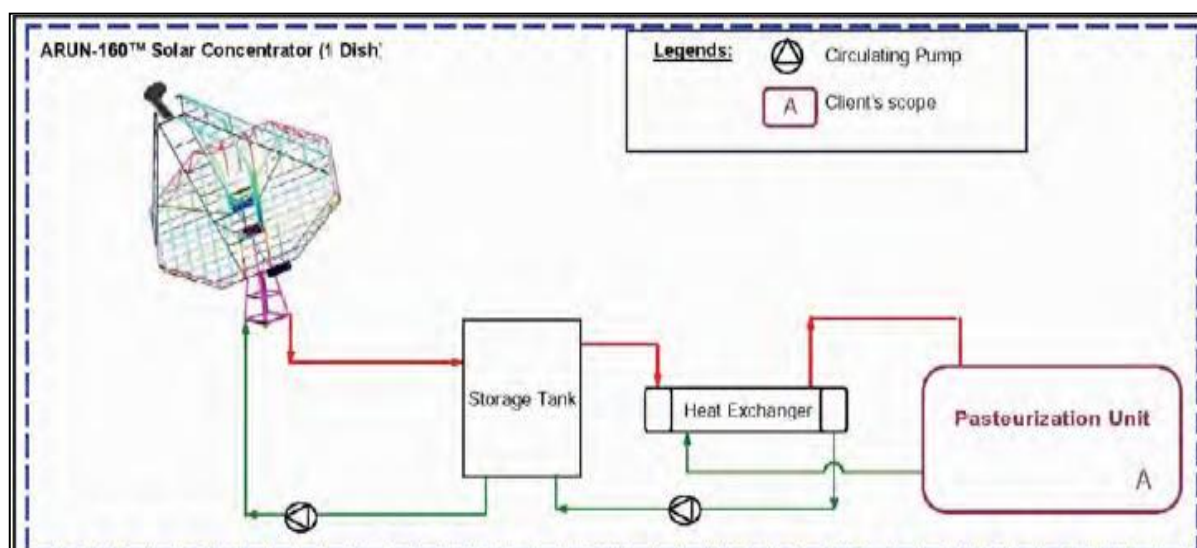 ARUN-160™ Solar Concentrator (1 Dish)
Legends:
Circulating Pump
A
Client's scope
Storage Tank
Heat Exchanger
Pasteurization Unit
A